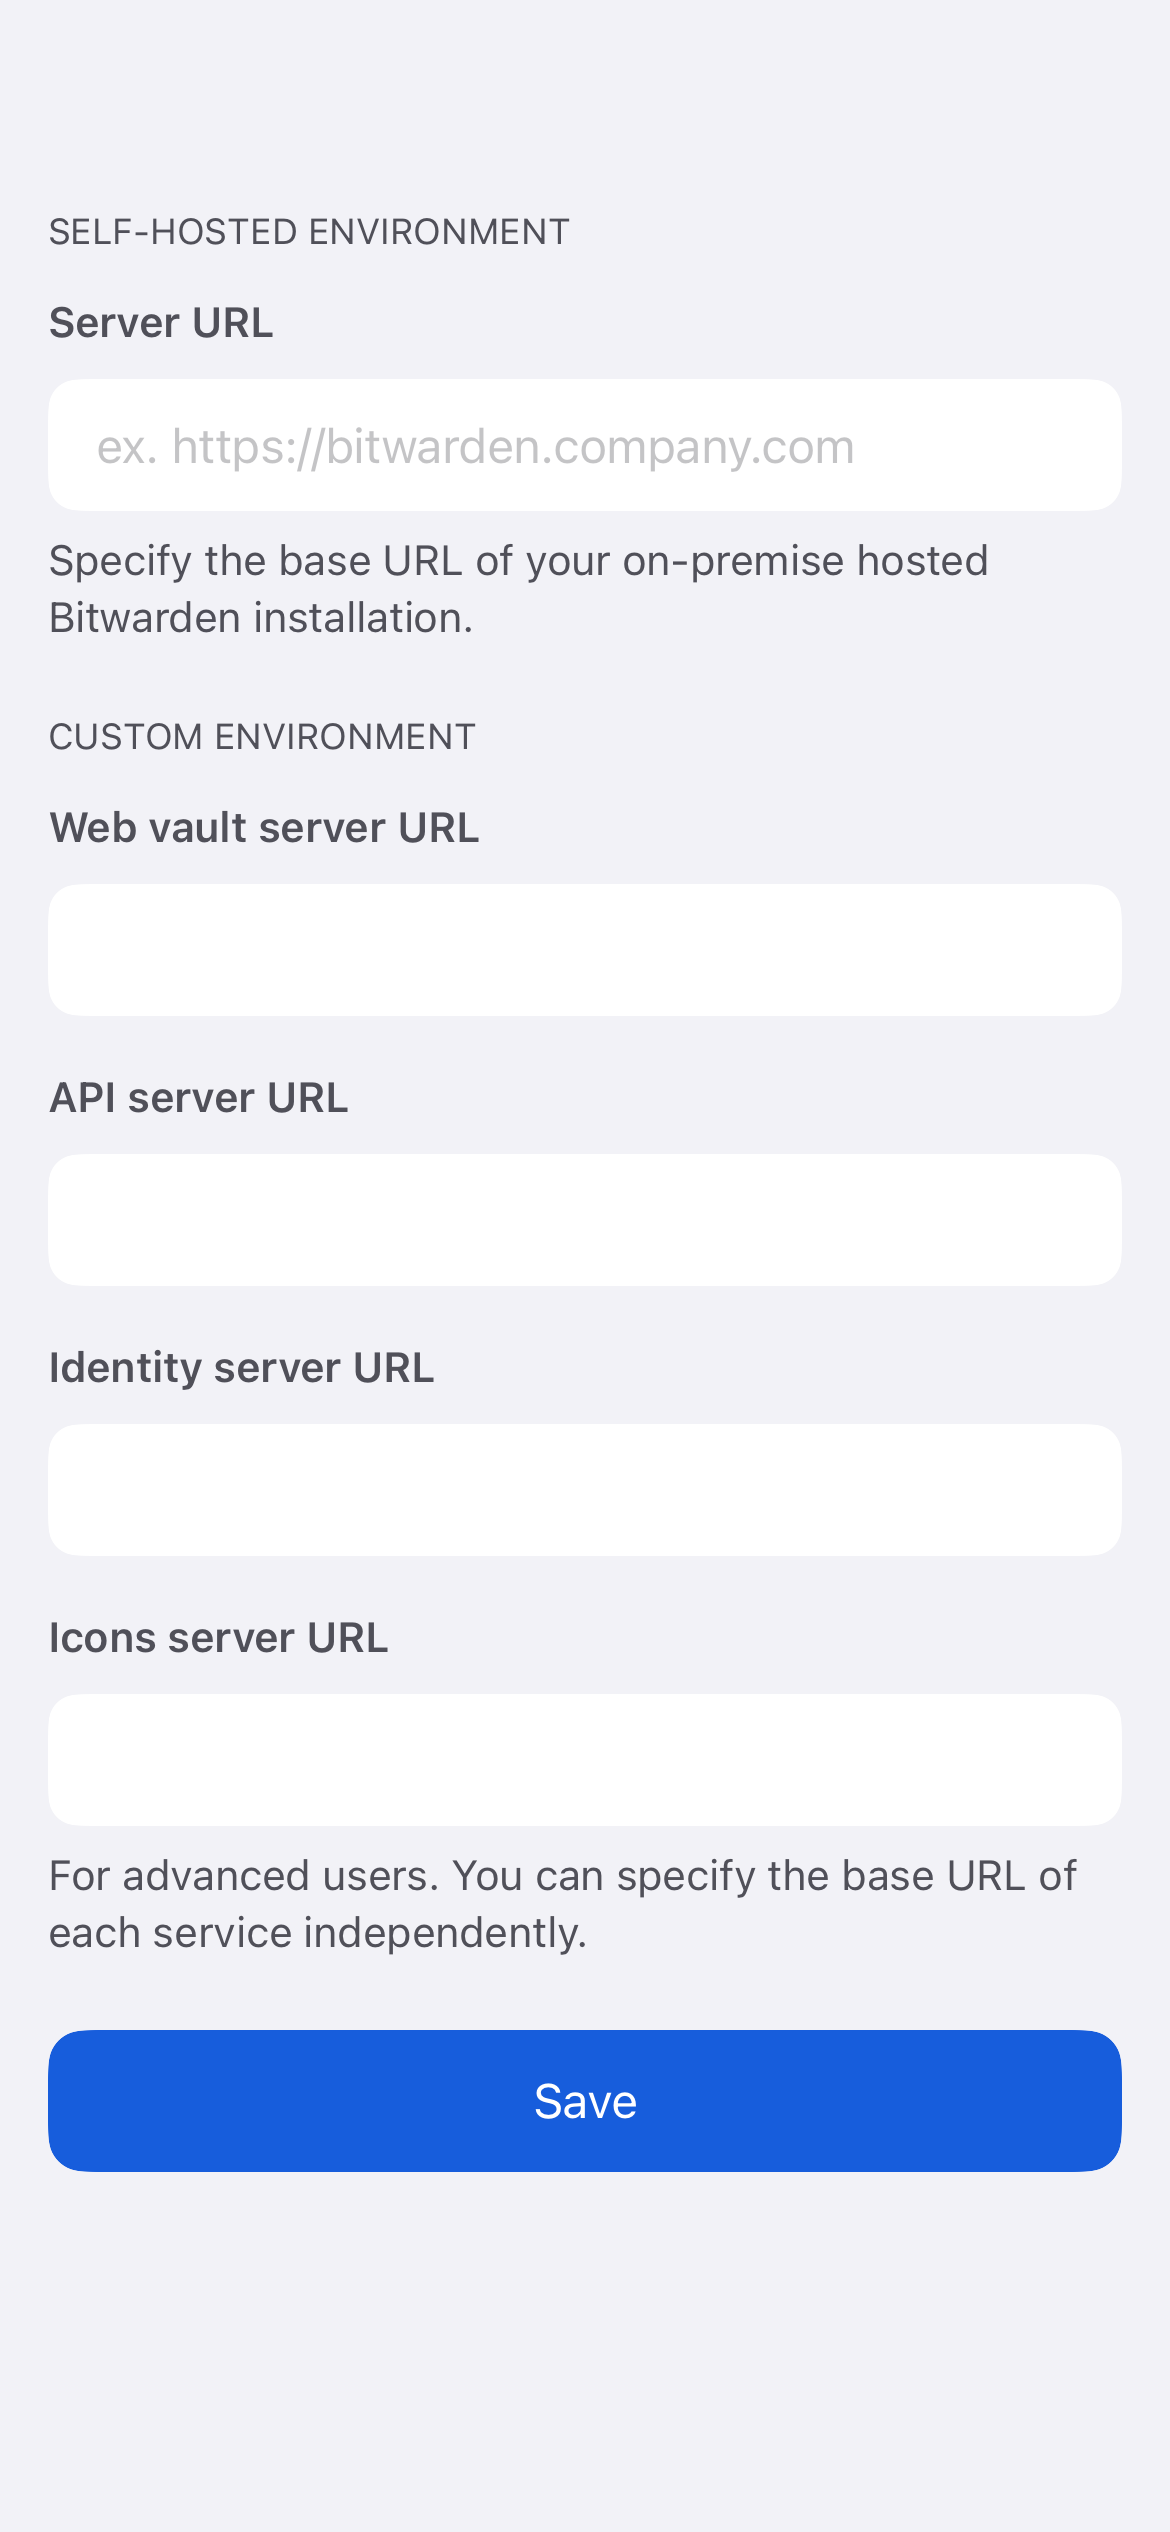 SELF-HOSTED ENVIRONMENT
Server URL
ex. https://bitwarden.company.com
Specify the base URL of your on-premise hosted
Bitwarden installation.
CUSTOM ENVIRONMENT
Web vault server URL
API server URL
Identity server URL
Icons server URL
For advanced users. You can specify the base URL of
each service independently.
Save